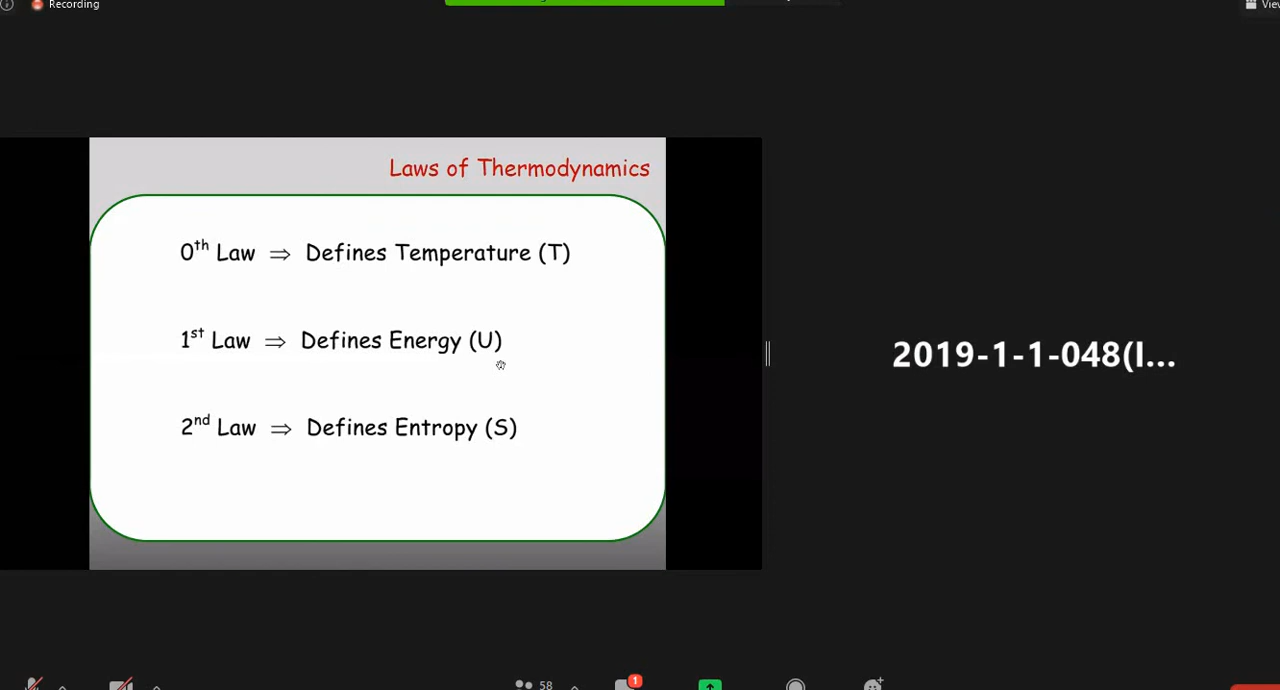 Recording
Laws of Thermodynamics
0th Law ⇒ Defines Temperature (T)
1st Law ⇒ Defines Energy (U)
2nd Law ⇒ Defines Entropy (S)
2019-1-1-048(I...
58
1